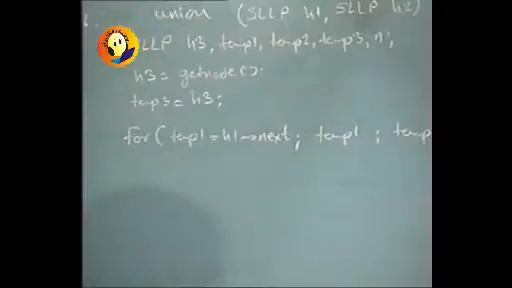 union (SLLP h1, SLLP h2)
SLLP h3, temp1, temp2, temp3, n;
h3 = getnode();
temp3 = h3;
for (temp1 = h1→next; temp1 ; temp